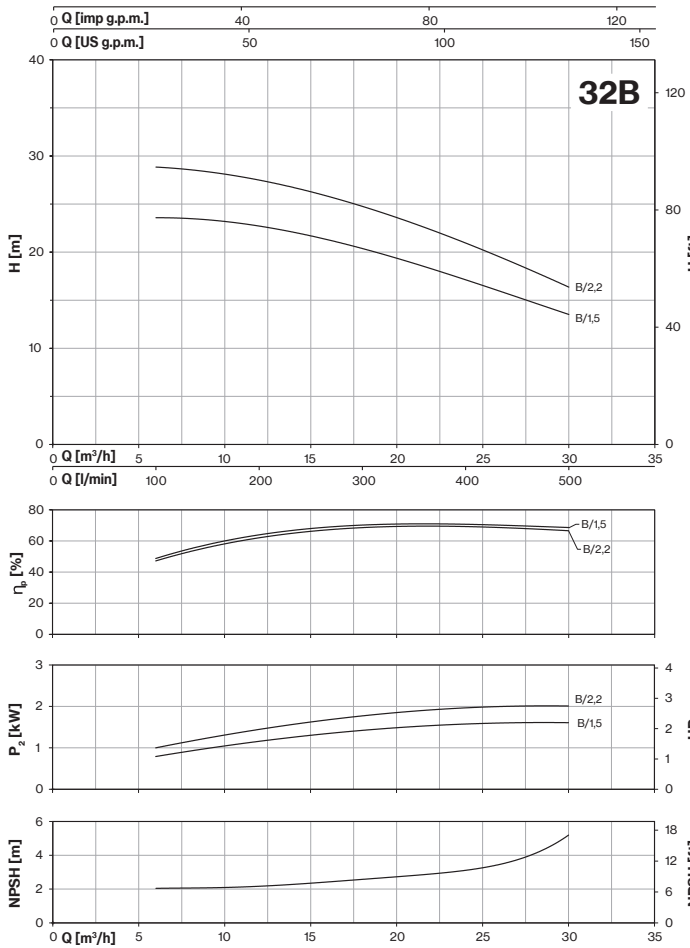 0 Q [imp g.p.m.] 40 80 120
0 Q [US g.p.m.] 50 100 150
32B
H [m]
40
30
20
10
0
120
80
40
0
B/2,2
B/1,5
0 Q [m³/h] 5 10 15 20 25 30 35
0 Q [l/min] 100 200 300 400 500
ηp [%]
80
60
40
20
0
B/1,5
B/2,2
P2 [kW]
3
2
1
0
4
3
2
1
0
B/2,2
B/1,5
NPSH [m]
6
4
2
0
18
12
6
0
0 Q [m³/h] 5 10 15 20 25 30 35